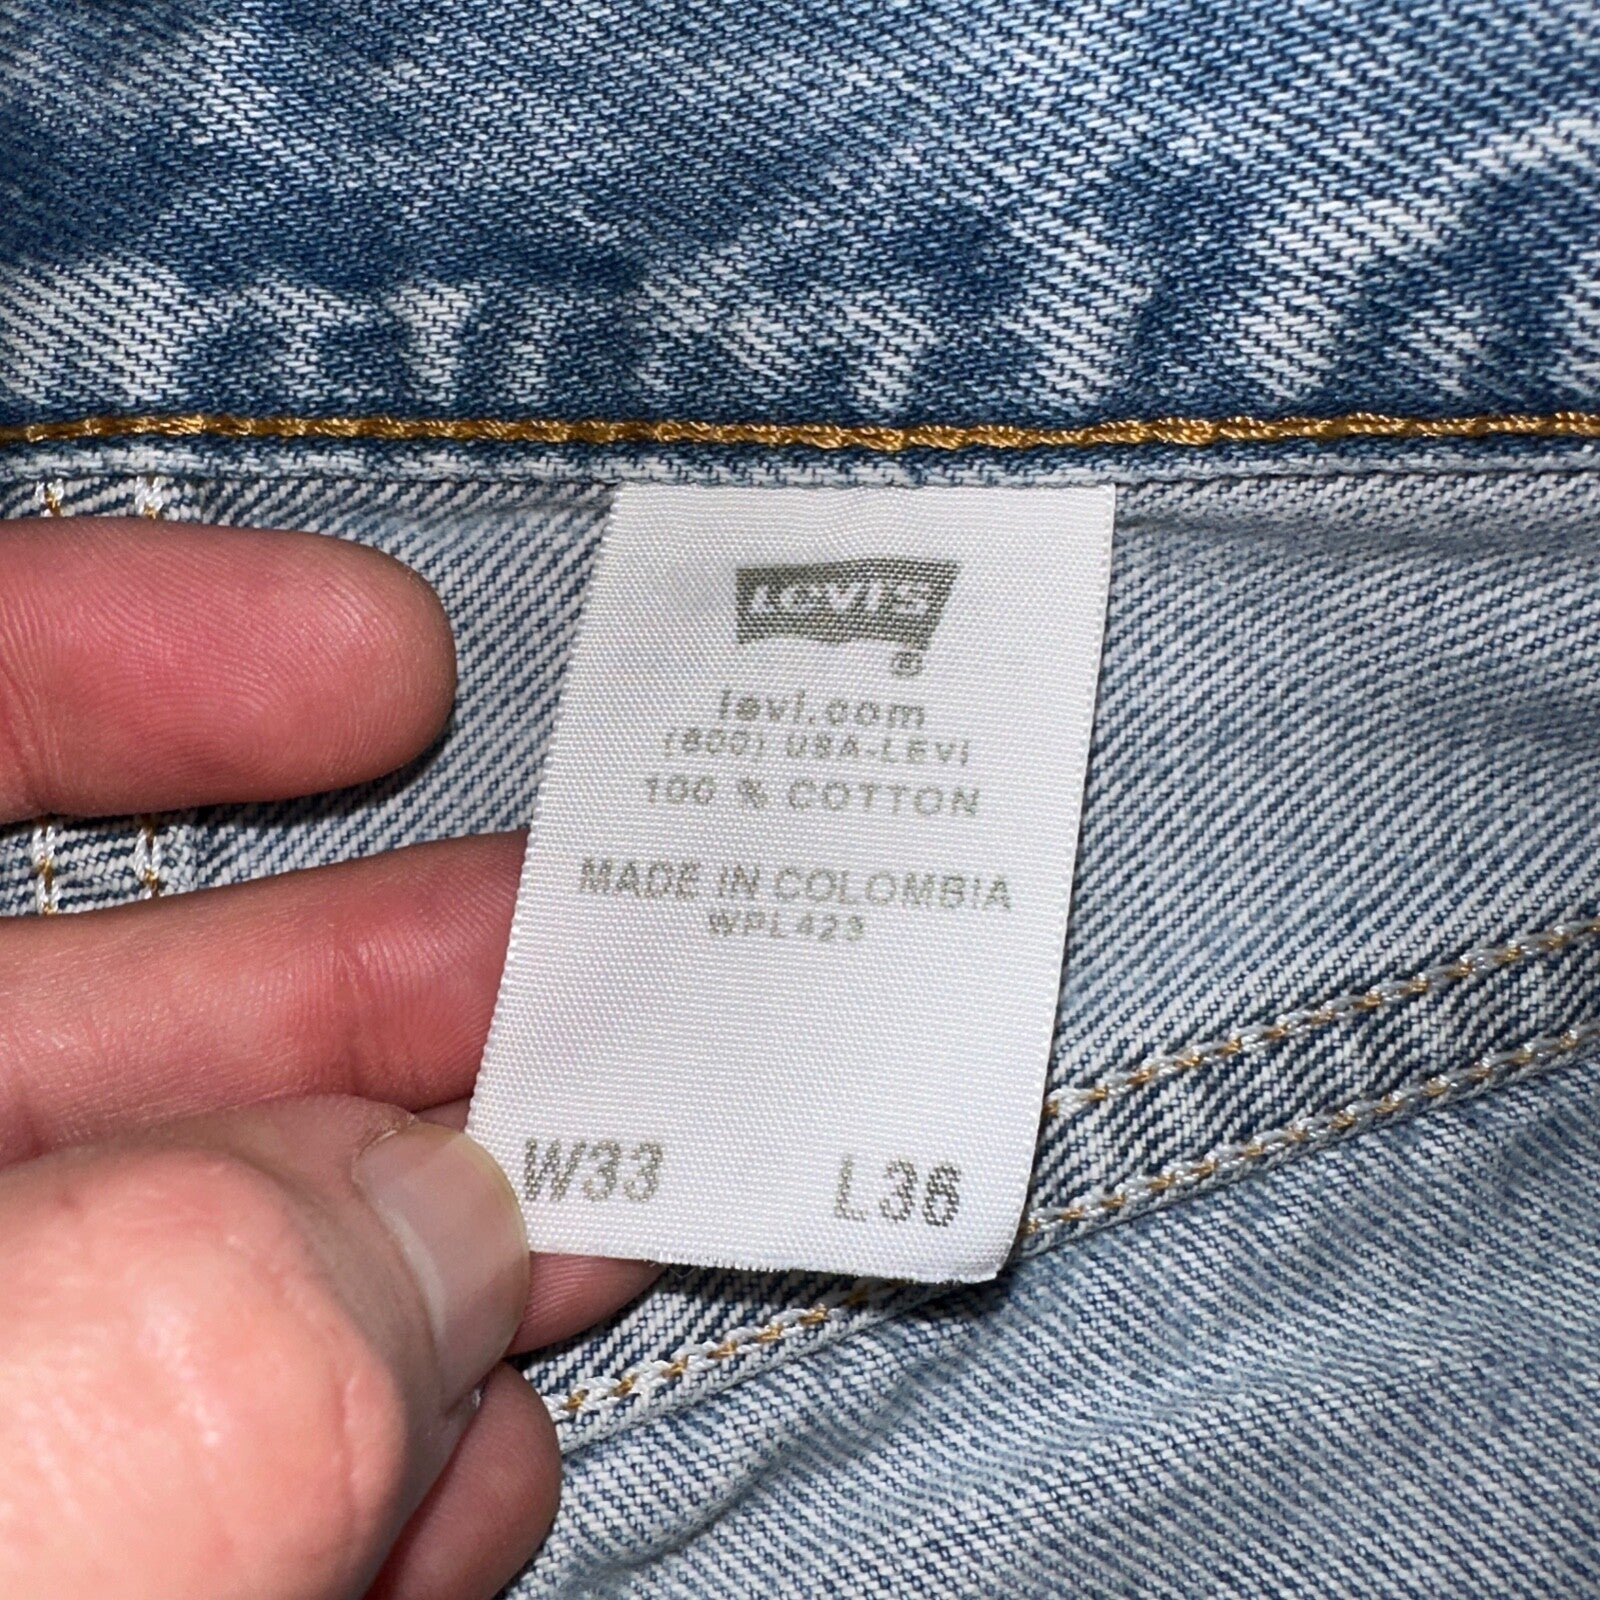 Levi's
®
levi.com
(800) USA-LEVI
100 % COTTON
MADE IN COLOMBIA
WPL423
W33 L36